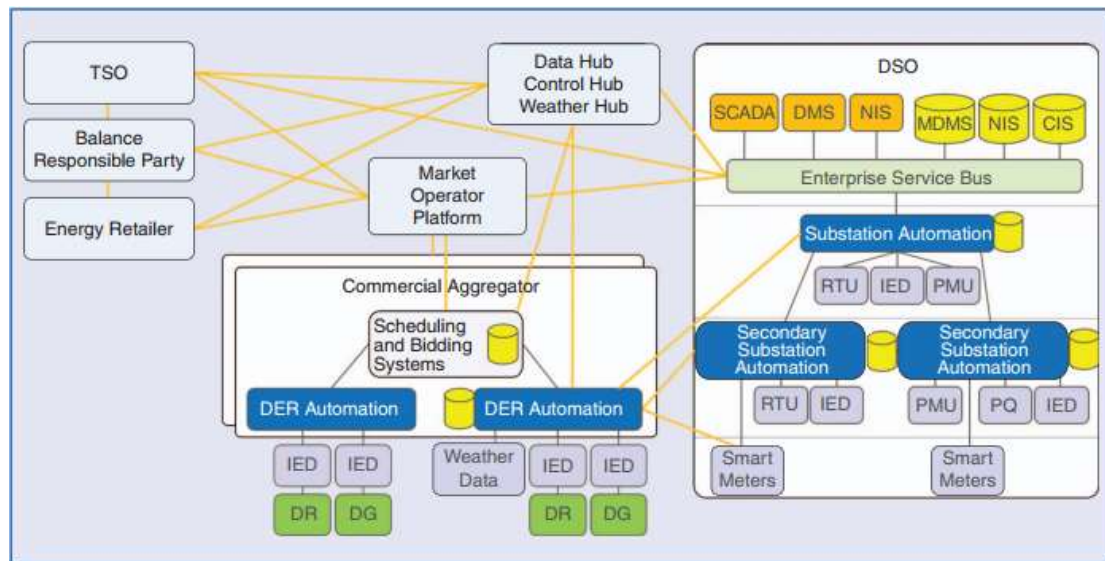 TSO
Balance
Responsible Party
Energy Retailer
Data Hub
Control Hub
Weather Hub
Market
Operator
Platform
Commercial Aggregator
Scheduling
and Bidding
Systems
DER Automation
DER Automation
IED
IED
Weather
Data
IED
IED
DR
DG
DR
DG
DSO
SCADA
DMS
NIS
MDMS
NIS
CIS
Enterprise Service Bus
Substation Automation
RTU
IED
PMU
Secondary
Substation
Automation
Secondary
Substation
Automation
RTU
IED
PMU
PQ
IED
Smart
Meters
Smart
Meters